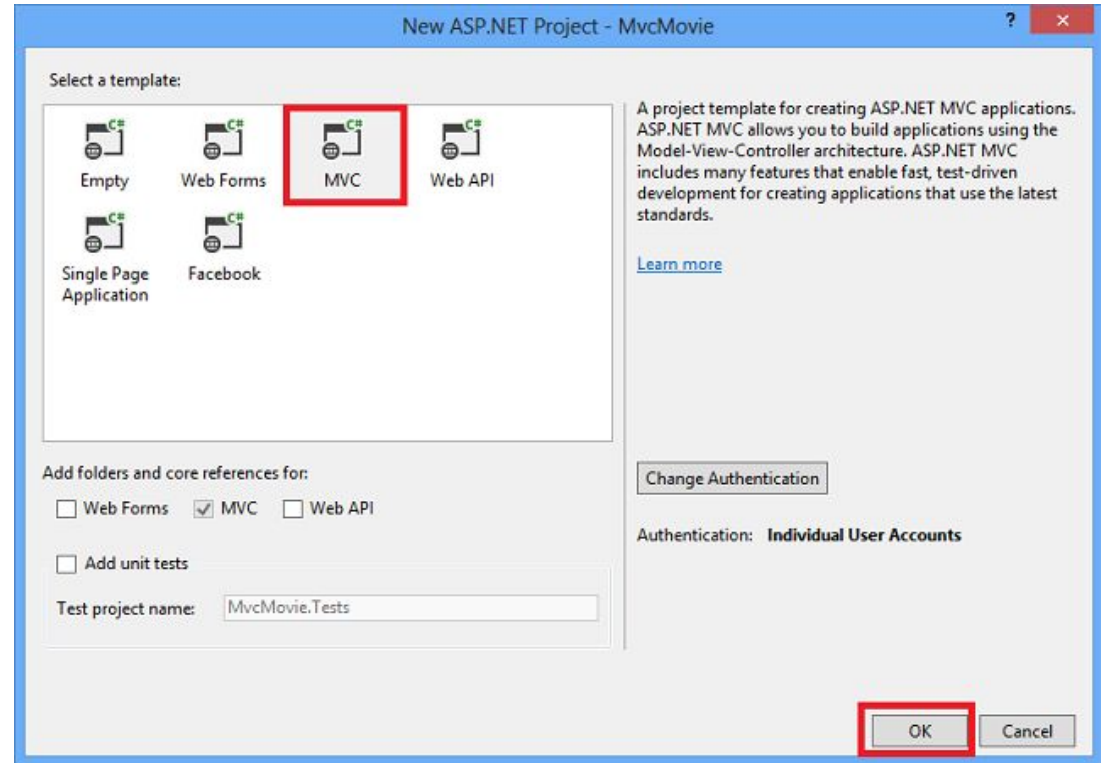 New ASP.NET Project - MvcMovie
?
Select a template:
C# C# C# C#
Empty Web Forms MVC Web API
C# C#
Single Page Facebook
Application
A project template for creating ASP.NET MVC applications.
ASP.NET MVC allows you to build applications using the
Model-View-Controller architecture. ASP.NET MVC
includes many features that enable fast, test-driven
development for creating applications that use the latest
standards.
Learn more
Add folders and core references for:
Web Forms MVC Web API
Add unit tests
Test project name: MvcMovie.Tests
Change Authentication
Authentication: Individual User Accounts
OK Cancel